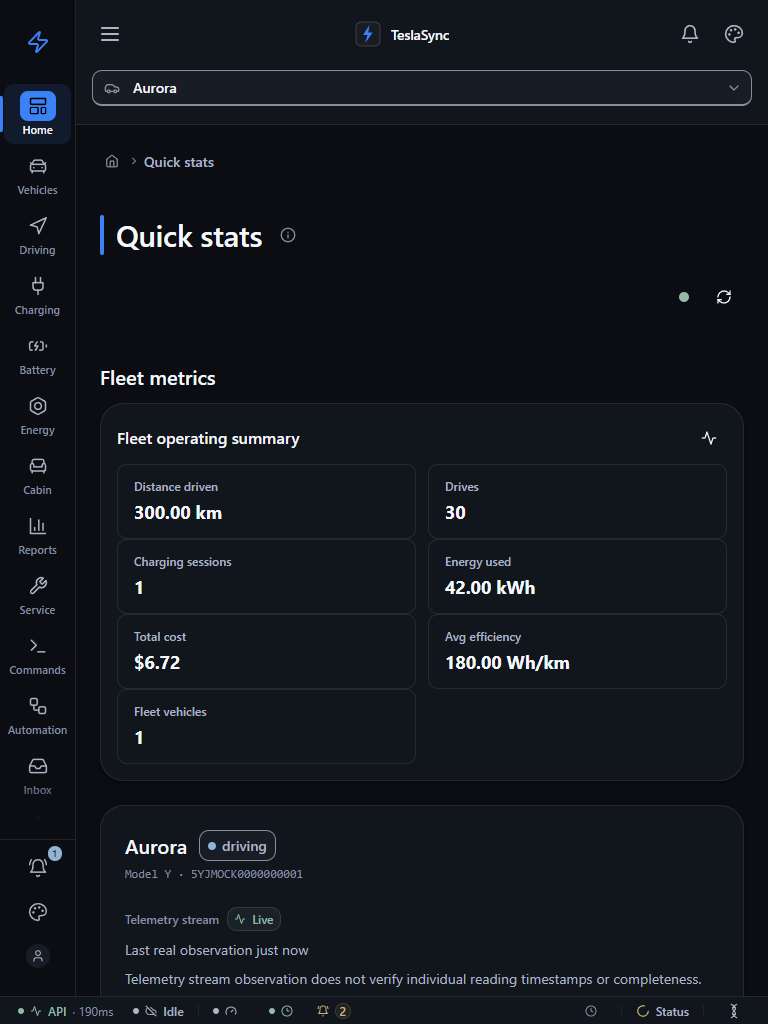 TeslaSync
Aurora
Home
Vehicles
Driving
Charging
Battery
Energy
Cabin
Reports
Service
Commands
Automation
Inbox
1
Quick stats
Quick stats
Fleet metrics
Fleet operating summary
Distance driven
300.00 km
Drives
30
Charging sessions
1
Energy used
42.00 kWh
Total cost
$6.72
Avg efficiency
180.00 Wh/km
Fleet vehicles
1
Aurora driving
Model Y · 5YJMOCK0000000001
Telemetry stream Live
Last real observation just now
Telemetry stream observation does not verify individual reading timestamps or completeness.
API · 190ms Idle 2 Status